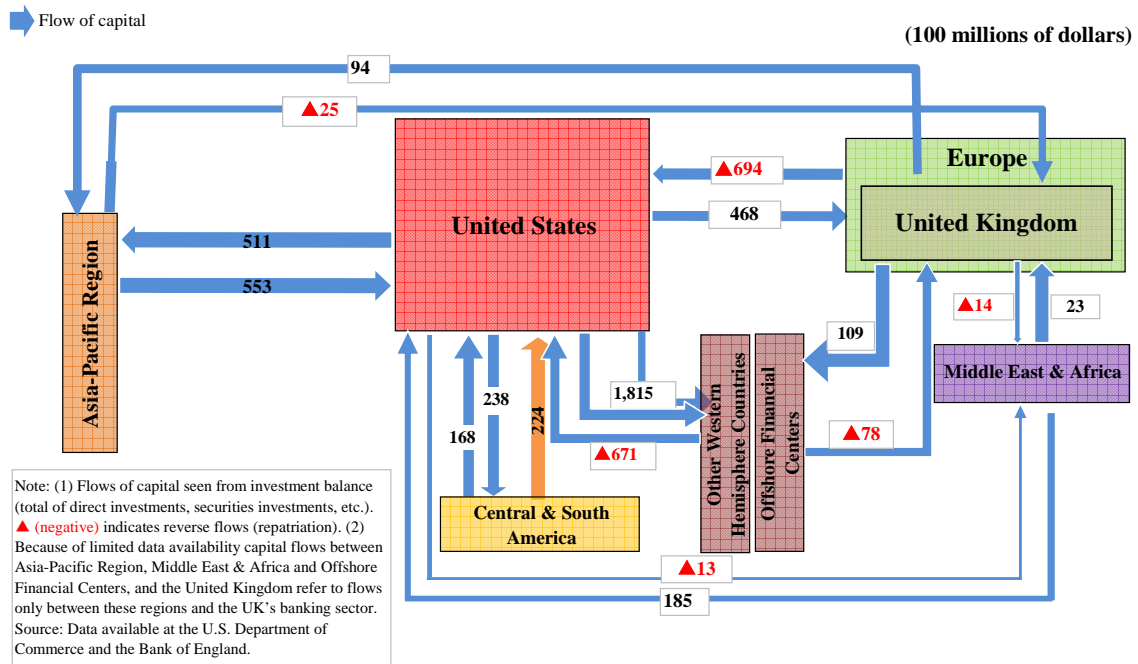 Flow of capital
(100 millions of dollars)
94
▲25
Europe
▲694
United States
468
United Kingdom
511
553
Asia-Pacific Region
▲14
23
109
Middle East & Africa
1,815
238
168
224
▲671
▲78
Other Western
Hemisphere Countries
Offshore Financial
Centers
Central & South
America
▲13
185
Note: (1) Flows of capital seen from investment balance
(total of direct investments, securities investments, etc.).
▲ (negative) indicates reverse flows (repatriation). (2)
Because of limited data availability capital flows between
Asia-Pacific Region, Middle East & Africa and Offshore
Financial Centers, and the United Kingdom refer to flows
only between these regions and the UK's banking sector.
Source: Data available at the U.S. Department of
Commerce and the Bank of England.